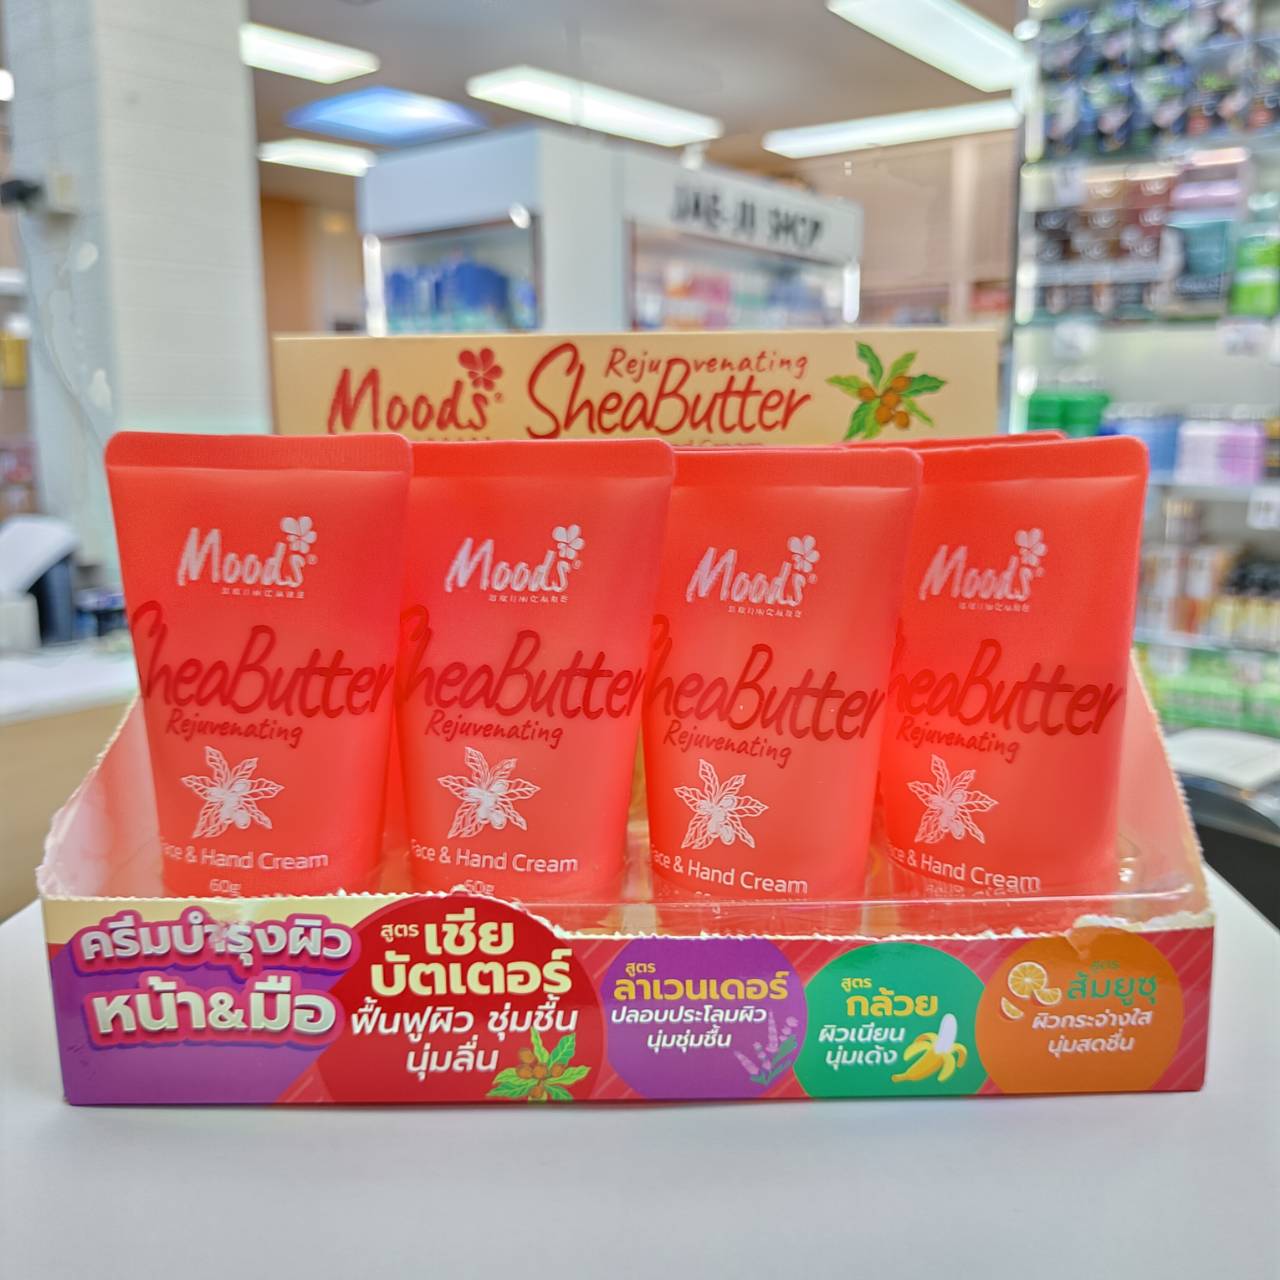 JAE-JI SHOP
Moods
Rejuvenating
SheaButter
Moods
SheaButter
Rejuvenating
Face & Hand Cream
60g
Moods
SheaButter
Rejuvenating
Face & Hand Cream
60g
Moods
SheaButter
Rejuvenating
Face & Hand Cream
60g
Moods
SheaButter
Rejuvenating
Face & Hand Cream
ครีมบำรุงผิว
หน้า&มือ
สูตร เชีย
บัตเตอร์
ฟื้นฟูผิว ชุ่มชื้น
นุ่มลื่น
สูตร
ลาเวนเดอร์
ปลอบประโลมผิว
นุ่มชุ่มชื้น
สูตร
กล้วย
ผิวเนียน
นุ่มเด้ง
สูตร
ส้มยูซุ
ผิวกระจ่างใส
นุ่มสดชื่น